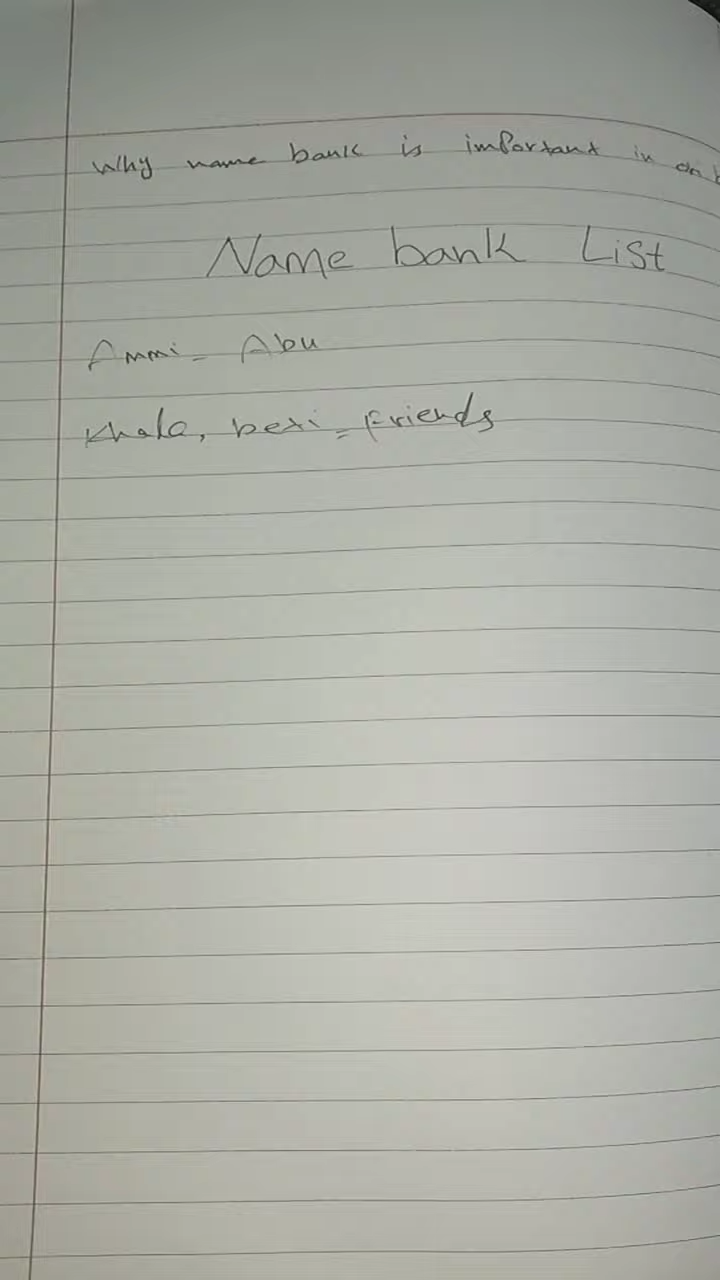 Why name bank is important in
Name bank List
Ammi = Abu
Khala, beti = Friends